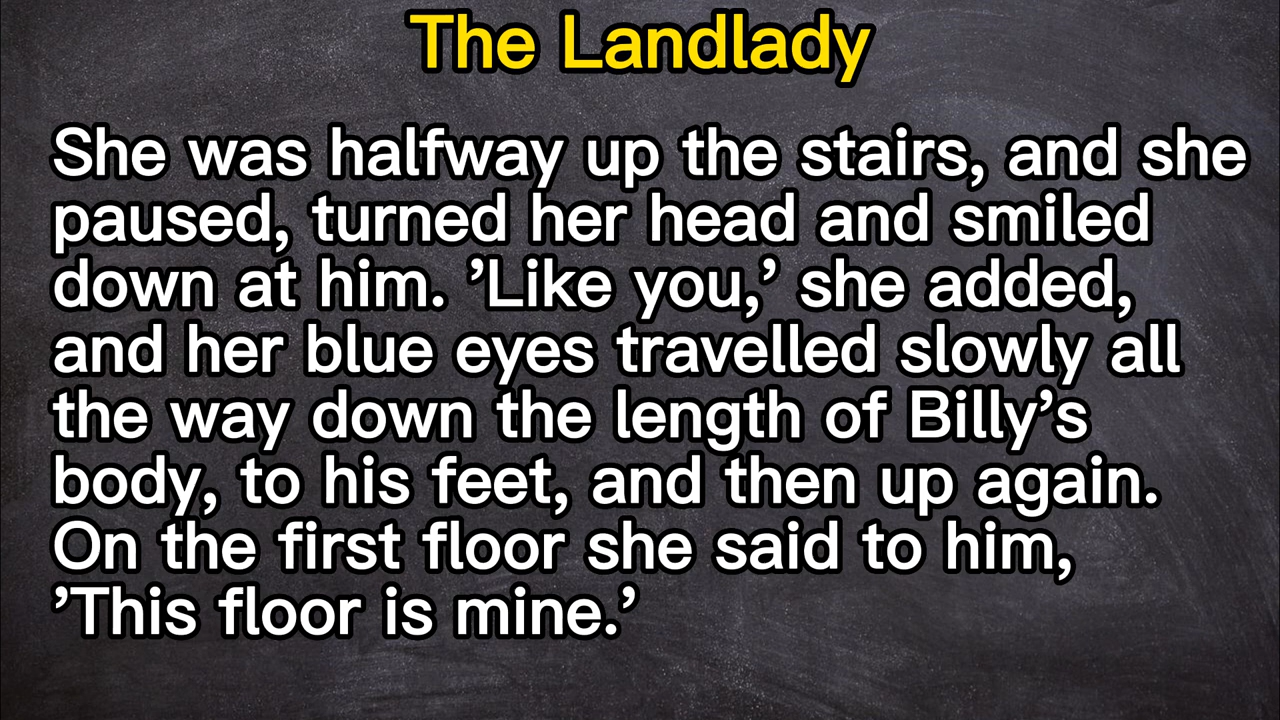 The Landlady
She was halfway up the stairs, and she
paused, turned her head and smiled
down at him. ’Like you,’ she added,
and her blue eyes travelled slowly all
the way down the length of Billy’s
body, to his feet, and then up again.
On the first floor she said to him,
’This floor is mine.’